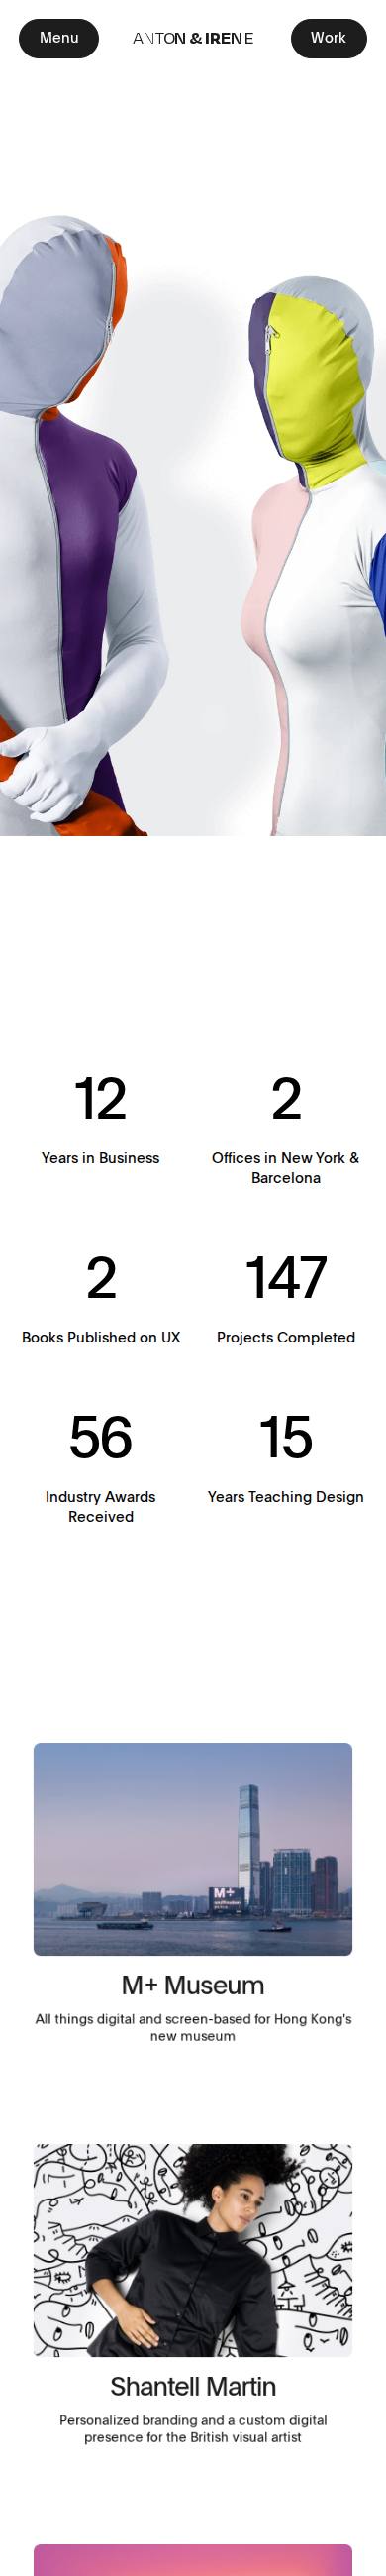 Menu
ANTON & IRENE
Work
12
2
Years in Business
Offices in New York &
Barcelona
2
147
Books Published on UX
Projects Completed
56
15
Industry Awards
Received
Years Teaching Design
M+
M+ Museum
All things digital and screen-based for Hong Kong's
new museum
Shantell Martin
Personalized branding and a custom digital
presence for the British visual artist